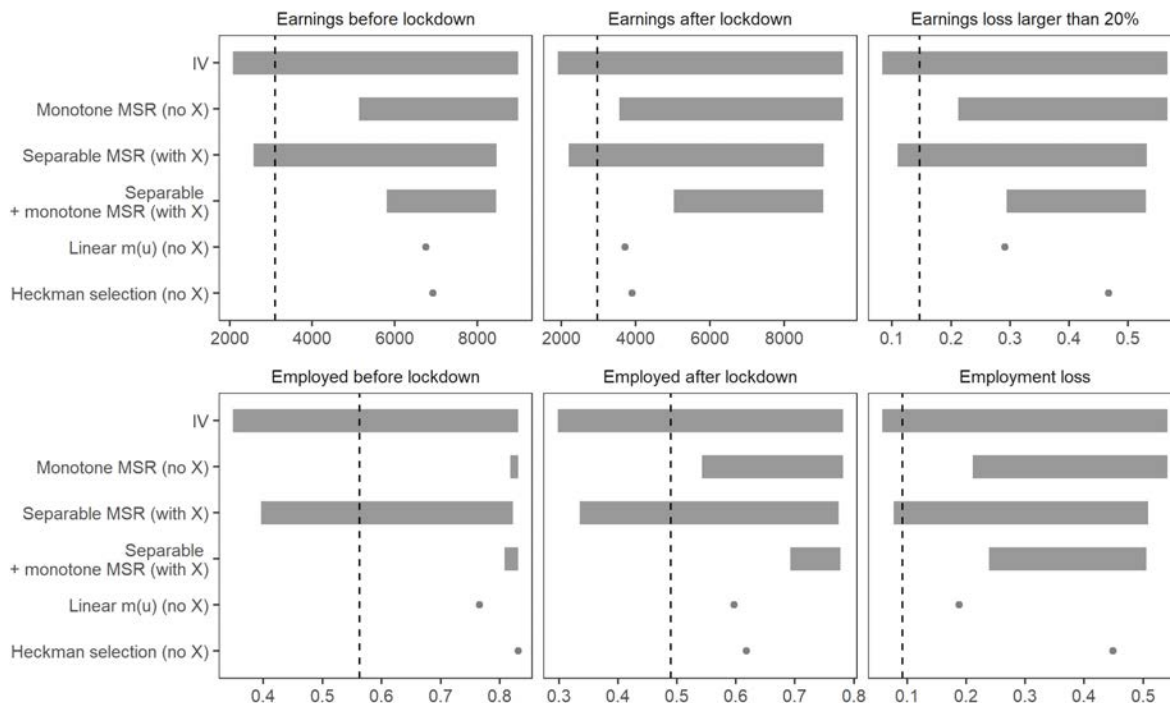 Earnings before lockdown
Earnings after lockdown
Earnings loss larger than 20%
IV
Monotone MSR (no X)
Separable MSR (with X)
Separable
+ monotone MSR (with X)
Linear m(u) (no X)
Heckman selection (no X)
2000 4000 6000 8000
2000 4000 6000 8000
0.1 0.2 0.3 0.4 0.5
Employed before lockdown
Employed after lockdown
Employment loss
IV
Monotone MSR (no X)
Separable MSR (with X)
Separable
+ monotone MSR (with X)
Linear m(u) (no X)
Heckman selection (no X)
0.4 0.5 0.6 0.7 0.8
0.3 0.4 0.5 0.6 0.7 0.8
0.1 0.2 0.3 0.4 0.5